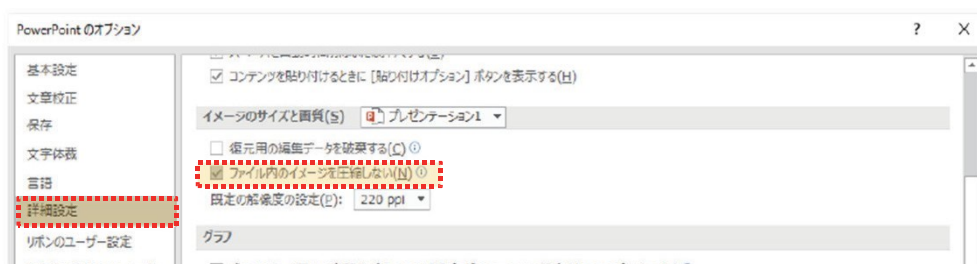 PowerPoint のオプション
?
X
基本設定
文章校正
保存
文字体裁
言語
詳細設定
リボンのユーザー設定
コンテンツを貼り付けるときに [貼り付けオプション] ボタンを表示する(H)
イメージのサイズと画質(S) プレゼンテーション1
復元用の編集データを破棄する(C)
ファイル内のイメージを圧縮しない(N)
既定の解像度の設定(P): 220 ppi
グラフ